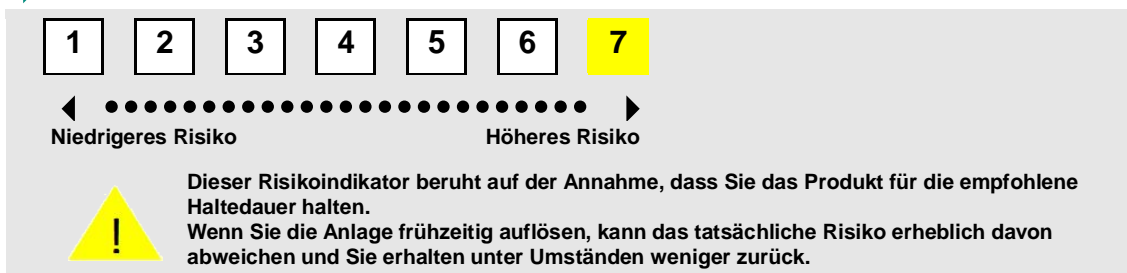 1 2 3 4 5 6 7
Niedrigeres Risiko Höheres Risiko
Dieser Risikoindikator beruht auf der Annahme, dass Sie das Produkt für die empfohlene
Haltedauer halten.
! Wenn Sie die Anlage frühzeitig auflösen, kann das tatsächliche Risiko erheblich davon
abweichen und Sie erhalten unter Umständen weniger zurück.